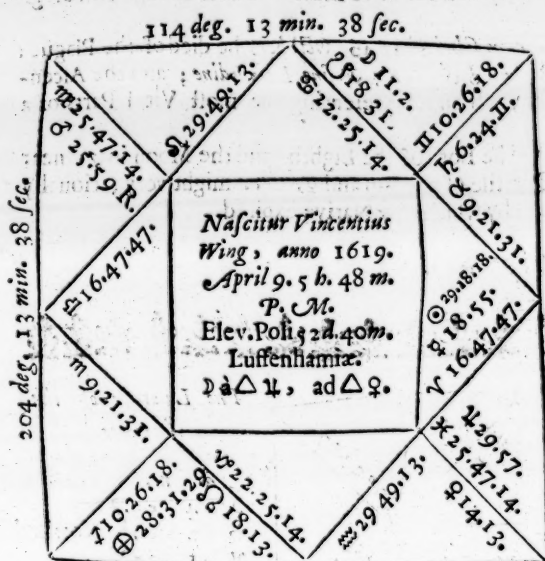 114 deg. 13 min. 38 ſec.
204 deg. 13 min. 38 ſec.
☽ 11.2.
☋ 18.31.
♋ 22.25.14.
♊ 10.26.18.
♄ 6.24.♊.
♉ 9.21.31.
♌ 29.49.13.
♍ 25.47.14.
♂ 25.59 R.
♎ 16.47.47.
Naſcitur Vincentius
Wing, anno 1619.
April 9. 5 h. 48 m.
P. M.
Elev. Poli 52d. 40m.
Luffenhamiæ.
☽ à △ ♃, ad △ ♀.
☉ 29.18.18.
☿ 18.55.
♈ 16.47.47.
♏ 9.21.31.
♐ 10.26.18.
⊕ 28.31.29
☊ 18.13.
♑ 22.25.14.
♒ 29 49.13.
♃ 29.57.
♓ 25.47.14.
♀ 14.13.